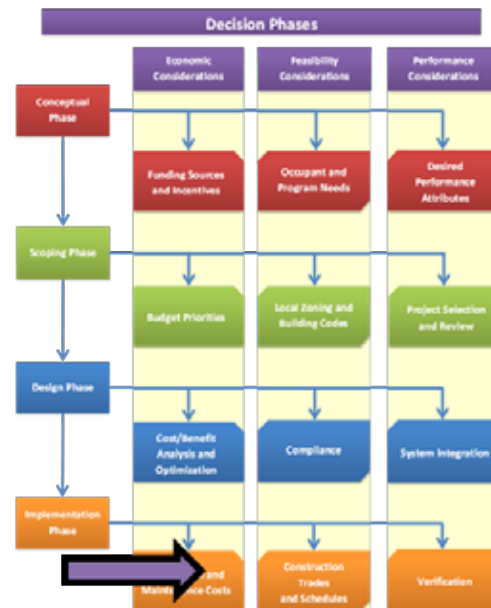 Decision Phases
Economic
Considerations
Feasibility
Considerations
Performance
Considerations
Conceptual
Phase
Funding Sources
and Incentives
Occupant and
Program Needs
Desired
Performance
Attributes
Scoping Phase
Budget Priorities
Local Zoning and
Building Codes
Project Selection
and Review
Design Phase
Cost/Benefit
Analysis and
Optimization
Compliance
System Integration
Implementation
Phase
and
Maintenance Costs
Construction
Trades
and Schedules
Verification